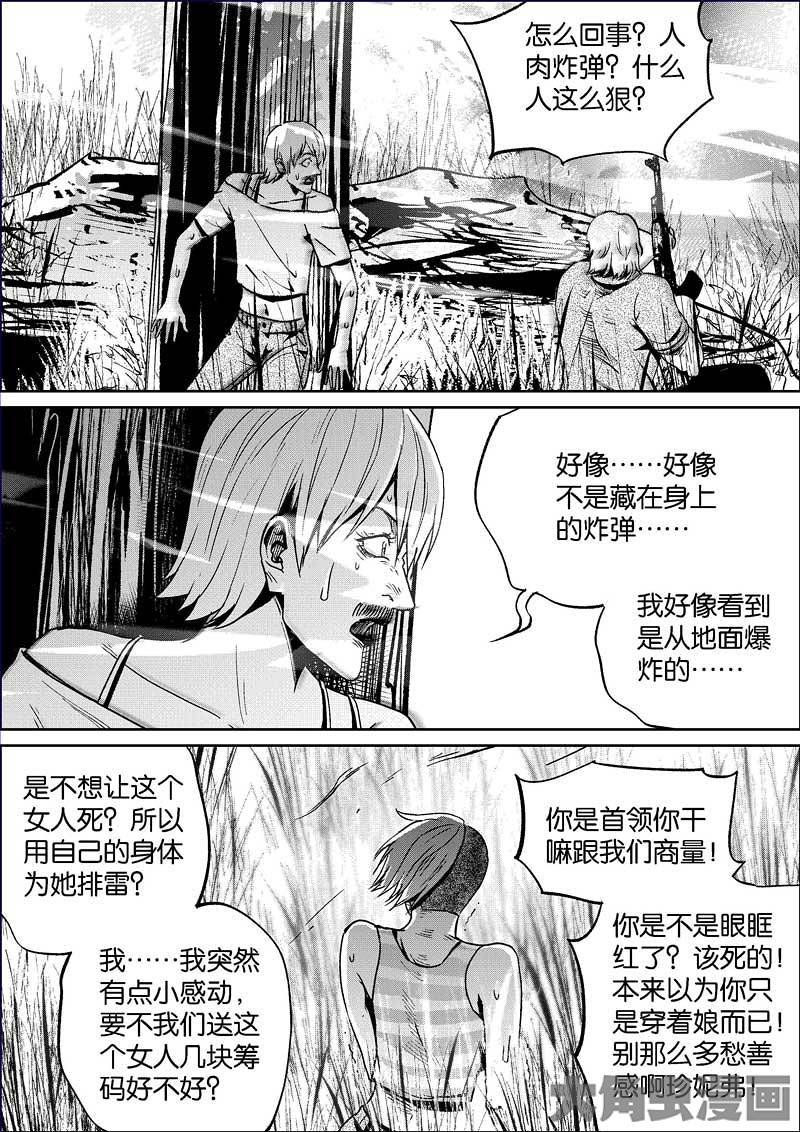 怎么回事？人
肉炸弹？什么
人这么狠？
好像……好像
不是藏在身上
的炸弹……
我好像看到
是从地面爆
炸的……
是不想让这个
女人死？所以
用自己的身体
为她排雷？
我……我突然
有点小感动，
要不我们送这
个女人几块筹
码好不好？
你是首领你干
嘛跟我们商量！
你是不是眼眶
红了？该死的！
本来以为你只
是穿着娘而已！
别那么多愁善
感啊珍妮弗！
大角虫漫画